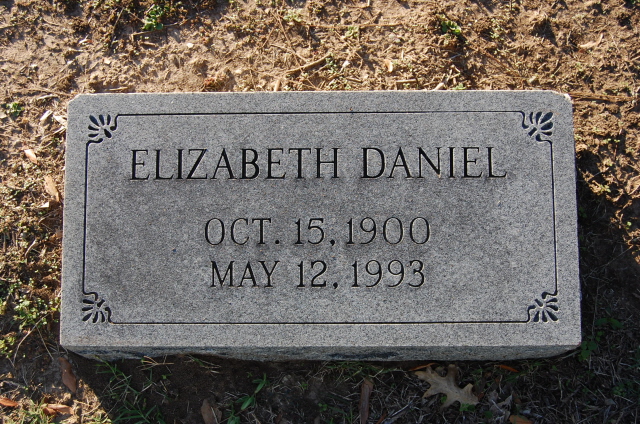 ELIZABETH DANIEL
OCT. 15, 1900
MAY 12, 1993